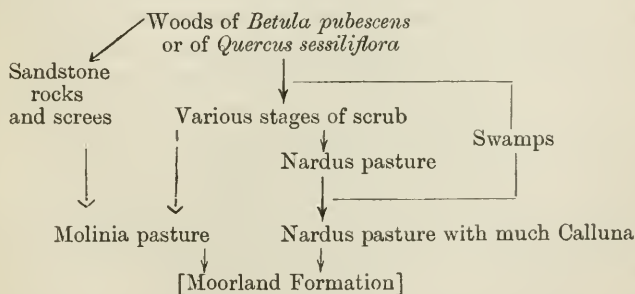 Woods of Betula pubescens
or of Quercus sessiliflora
Sandstone
rocks
and screes
Various stages of scrub
Swamps
Nardus pasture
Molinia pasture
Nardus pasture with much Calluna
[Moorland Formation]